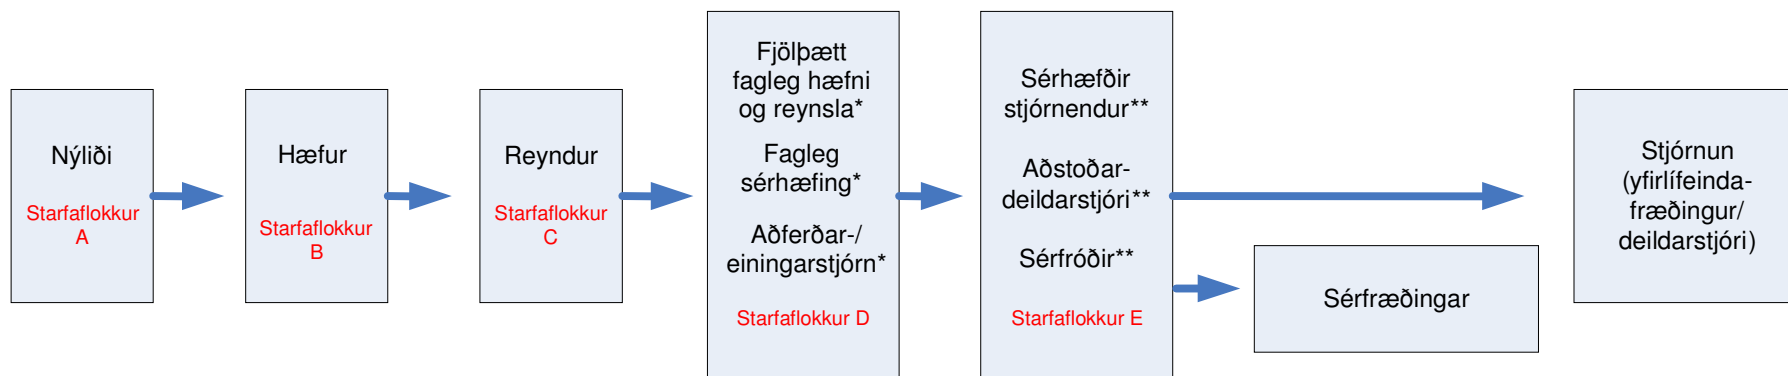 Nýliði
Starfaflokkur
A
Hæfur
Starfaflokkur
B
Reyndur
Starfaflokkur
C
Fjölþætt
fagleg hæfni
og reynsla*
Fagleg
sérhæfing*
Aðferðar-/
einingarstjórn*
Starfaflokkur D
Sérhæfðir
stjórnendur**
Aðstoðar-
deildarstjóri**
Sérfróðir**
Starfaflokkur E
Sérfræðingar
Stjórnun
(yfirlífeinda-
fræðingur/
deildarstjóri)